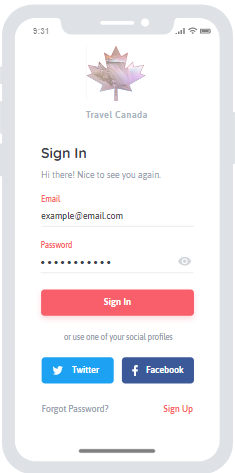 9:31
Travel Canada
Sign In
Hi there! Nice to see you again.
Email
example@email.com
Password
•••••••••••
Sign In
or use one of your social profiles
Twitter
Facebook
Forgot Password?
Sign Up